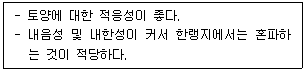 - 토양에 대한 적응성이 좋다.
- 내음성 및 내한성이 커서 한랭지에서는 혼파하
는 것이 적당하다.